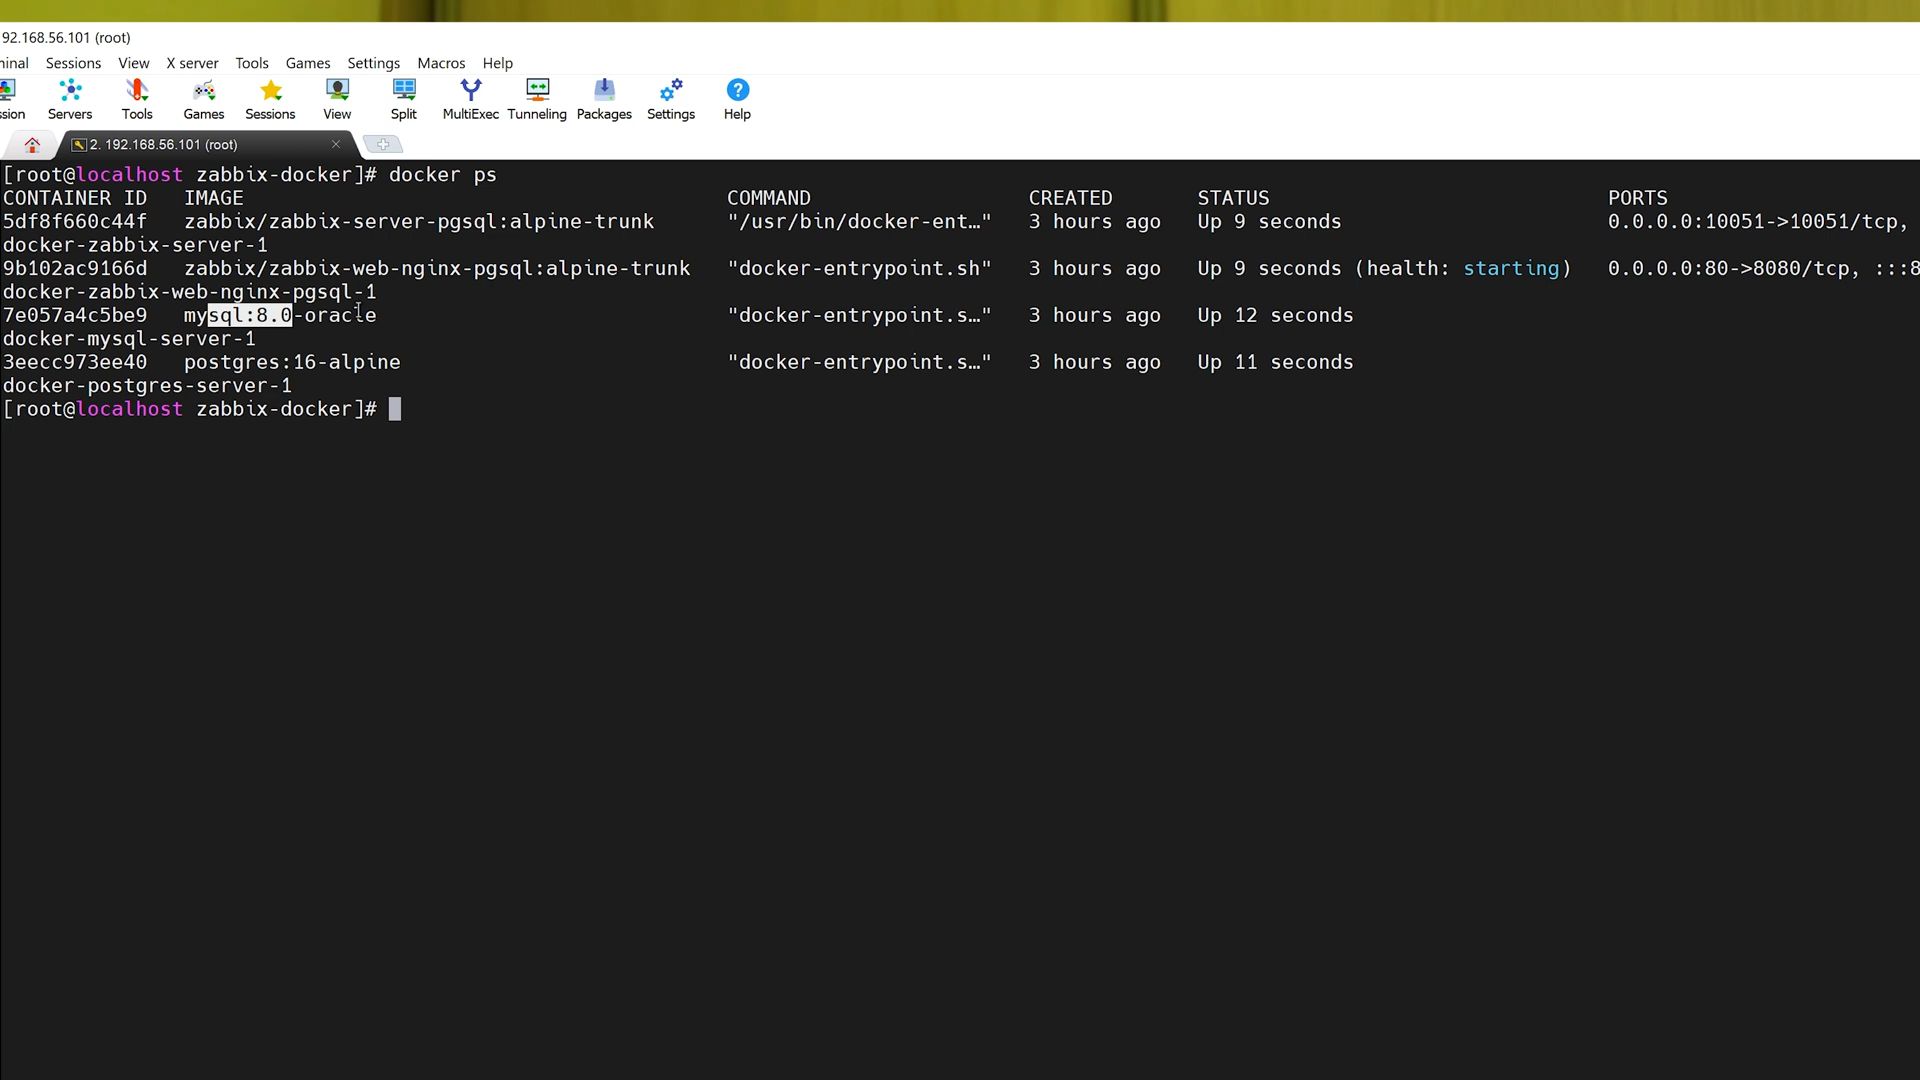 92.168.56.101 (root)
ninal Sessions View X server Tools Games Settings Macros Help
ssion Servers Tools Games Sessions View Split MultiExec Tunneling Packages Settings Help
2. 192.168.56.101 (root)
[root@localhost zabbix-docker]# docker ps
CONTAINER ID IMAGE COMMAND CREATED STATUS PORTS
5df8f660c44f zabbix/zabbix-server-pgsql:alpine-trunk "/usr/bin/docker-ent…" 3 hours ago Up 9 seconds 0.0.0.0:10051->10051/tcp,
docker-zabbix-server-1
9b102ac9166d zabbix/zabbix-web-nginx-pgsql:alpine-trunk "docker-entrypoint.sh" 3 hours ago Up 9 seconds (health: starting) 0.0.0.0:80->8080/tcp, :::8
docker-zabbix-web-nginx-pgsql-1
7e057a4c5be9 mysql:8.0-oracle "docker-entrypoint.s…" 3 hours ago Up 12 seconds
docker-mysql-server-1
3eecc973ee40 postgres:16-alpine "docker-entrypoint.s…" 3 hours ago Up 11 seconds
docker-postgres-server-1
[root@localhost zabbix-docker]#